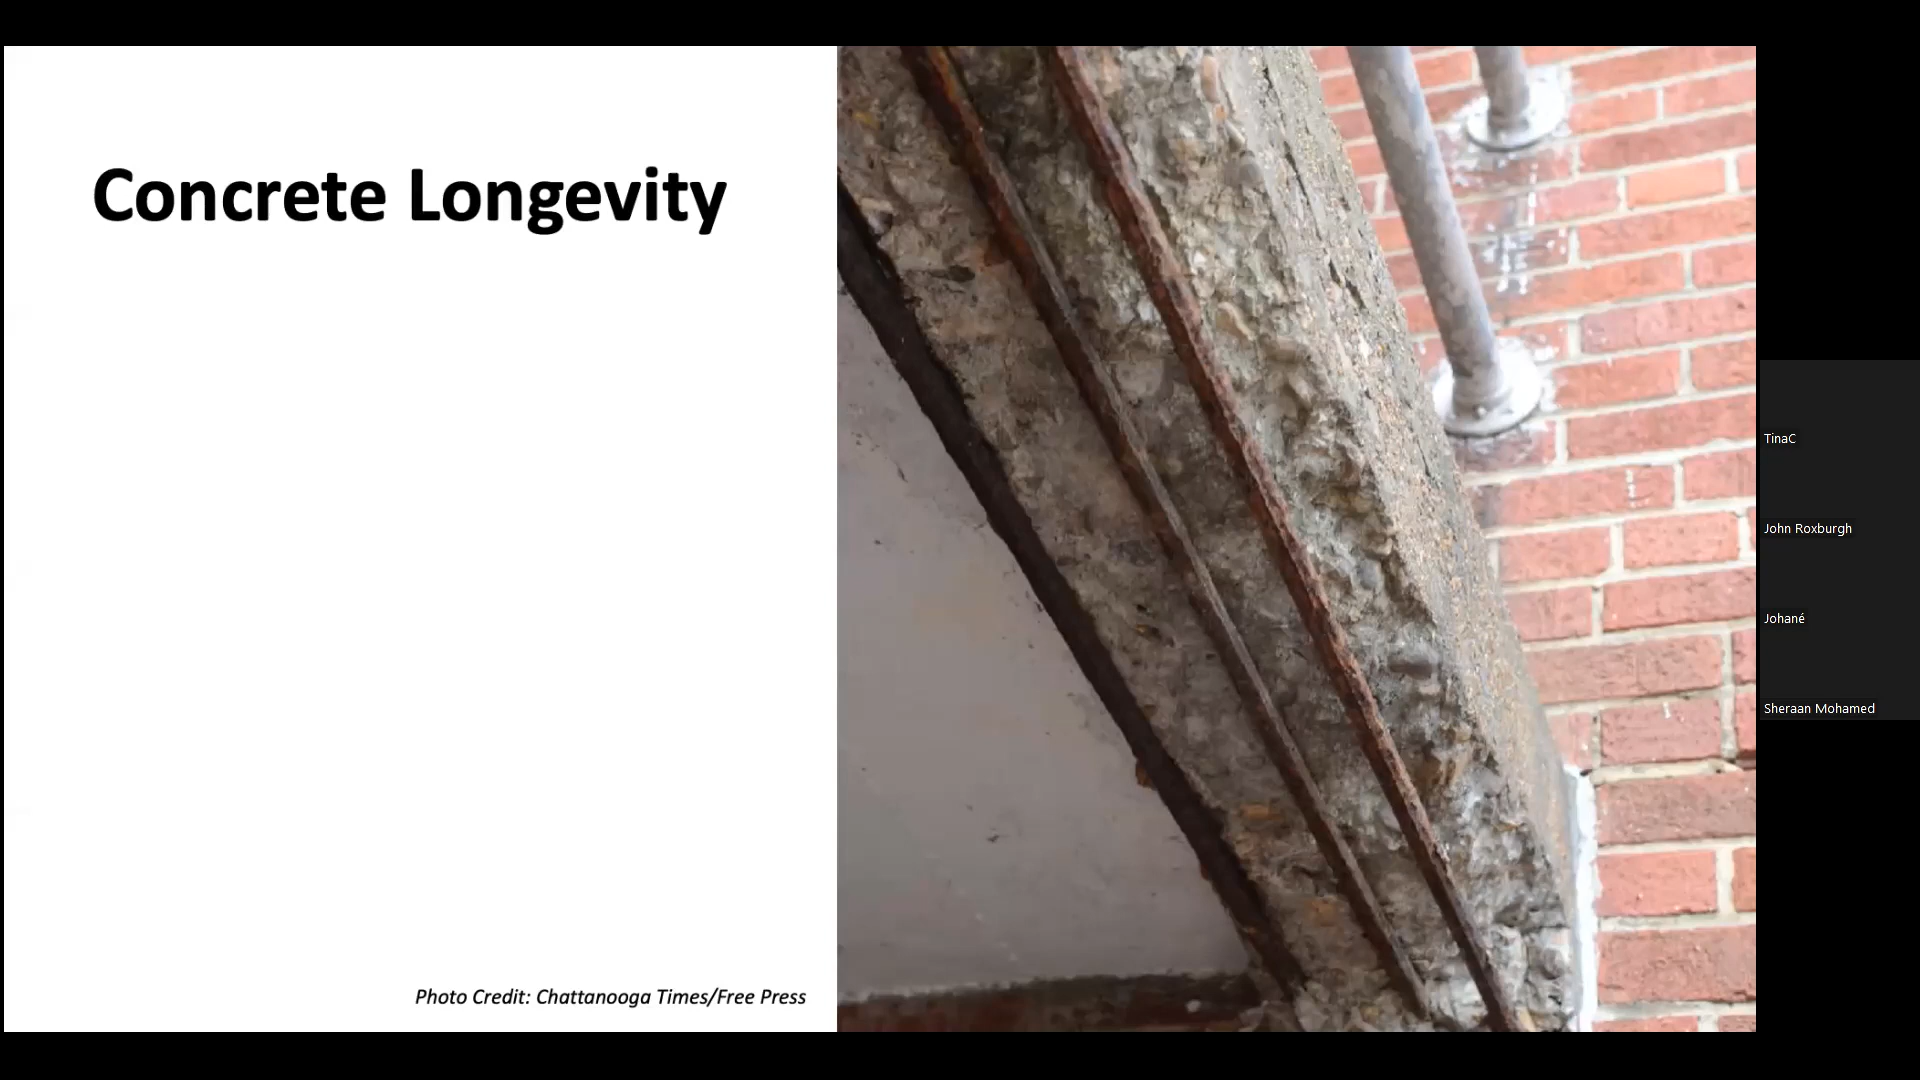 Concrete Longevity
Photo Credit: Chattanooga Times/Free Press
TinaC
John Roxburgh
Johané
Sheraan Mohamed